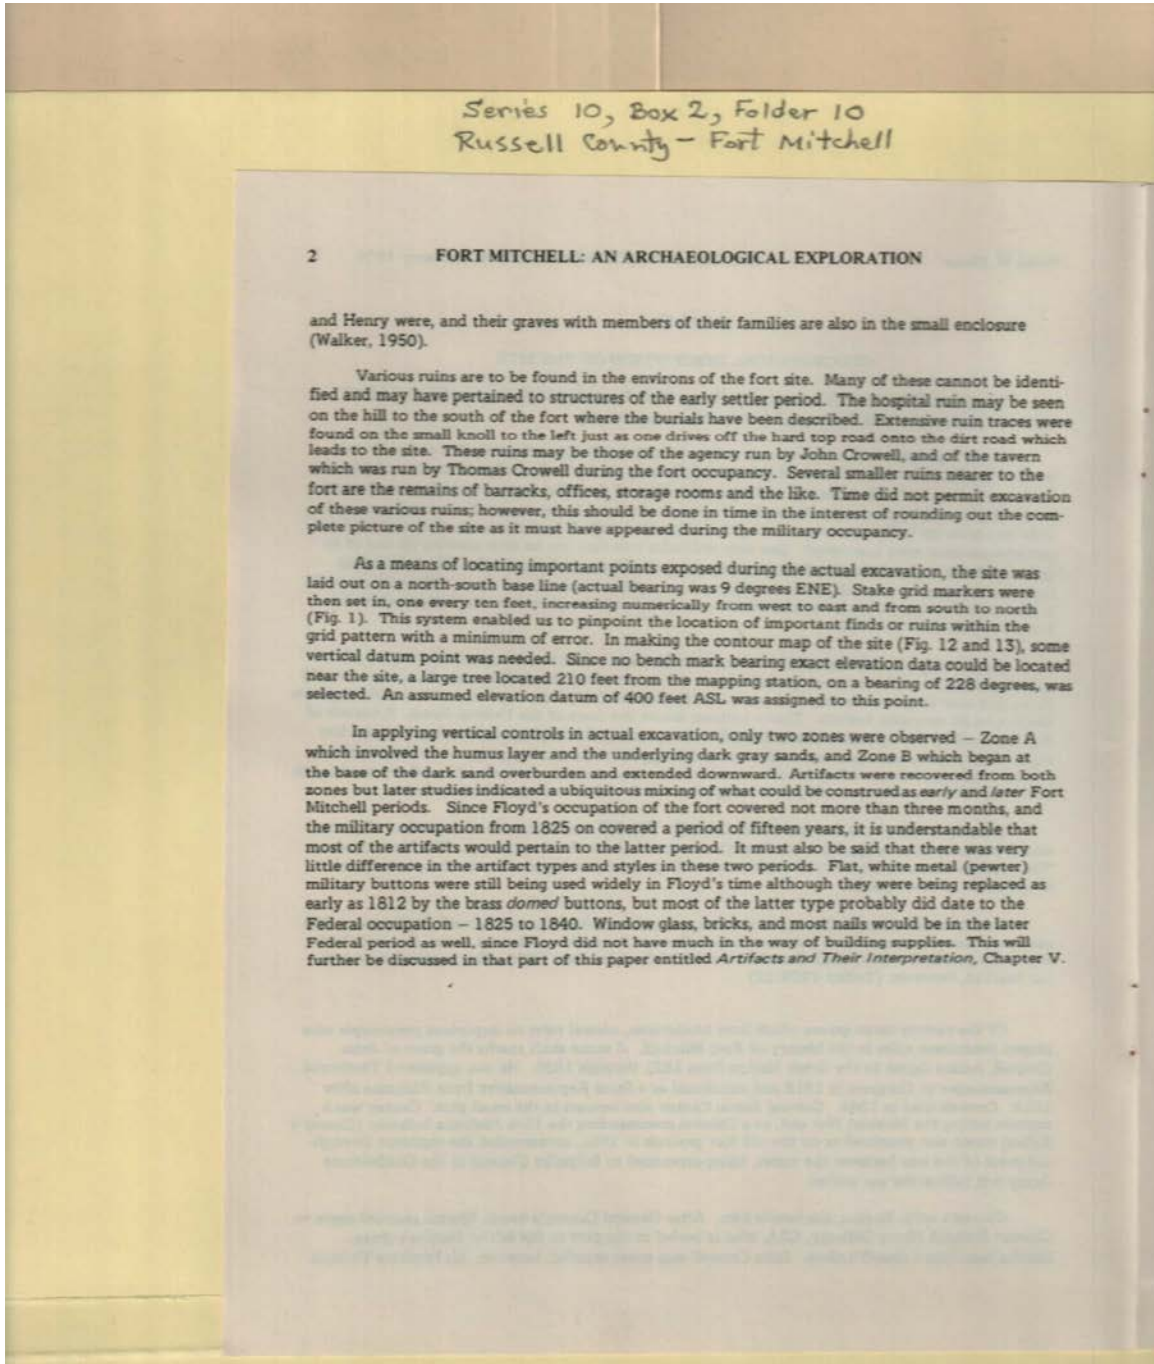 Series 10, Box 2, Folder 10
Russell County - Fort Mitchell
2 FORT MITCHELL: AN ARCHAEOLOGICAL EXPLORATION
and Henry were, and their graves with members of their families are also in the small enclosure
(Walker, 1950).
Various ruins are to be found in the environs of the fort site. Many of these cannot be identi-
fied and may have pertained to structures of the early settler period. The hospital ruin may be seen
on the hill to the south of the fort where the burials have been described. Extensive ruin traces were
found on the small knoll to the left just as one drives off the hard top road onto the dirt road which
leads to the site. These ruins may be those of the agency run by John Crowell, and of the tavern
which was run by Thomas Crowell during the fort occupancy. Several smaller ruins nearer to the
fort are the remains of barracks, offices, storage rooms and the like. Time did not permit excavation
of these various ruins; however, this should be done in time in the interest of rounding out the com-
plete picture of the site as it must have appeared during the military occupancy.
As a means of locating important points exposed during the actual excavation, the site was
laid out on a north-south base line (actual bearing was 9 degrees ENE). Stake grid markers were
then set in, one every ten feet, increasing numerically from west to east and from south to north
(Fig. 1). This system enabled us to pinpoint the location of important finds or ruins within the
grid pattern with a minimum of error. In making the contour map of the site (Fig. 12 and 13), some
vertical datum point was needed. Since no bench mark bearing exact elevation data could be located
near the site, a large tree located 210 feet from the mapping station, on a bearing of 228 degrees, was
selected. An assumed elevation datum of 400 feet ASL was assigned to this point.
In applying vertical controls in actual excavation, only two zones were observed – Zone A
which involved the humus layer and the underlying dark gray sands, and Zone B which began at
the base of the dark sand overburden and extended downward. Artifacts were recovered from both
zones but later studies indicated a ubiquitous mixing of what could be construed as early and later Fort
Mitchell periods. Since Floyd's occupation of the fort covered not more than three months, and
the military occupation from 1825 on covered a period of fifteen years, it is understandable that
most of the artifacts would pertain to the latter period. It must also be said that there was very
little difference in the artifact types and styles in these two periods. Flat, white metal (pewter)
military buttons were still being used widely in Floyd's time although they were being replaced as
early as 1812 by the brass domed buttons, but most of the latter type probably did date to the
Federal occupation – 1825 to 1840. Window glass, bricks, and most nails would be in the later
Federal period as well, since Floyd did not have much in the way of building supplies. This will
further be discussed in that part of this paper entitled Artifacts and Their Interpretation, Chapter V.